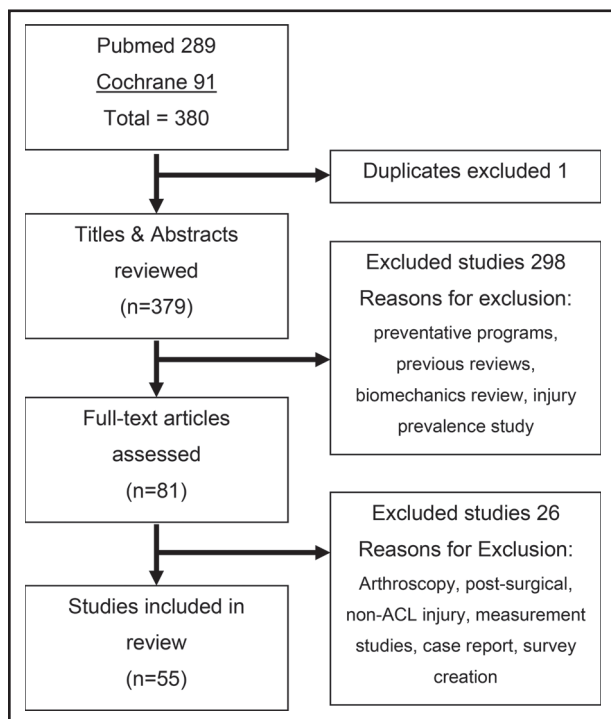 Pubmed 289
Cochrane 91
Total = 380
Duplicates excluded 1
Titles & Abstracts
reviewed
(n=379)
Excluded studies 298
Reasons for exclusion:
preventative programs,
previous reviews,
biomechanics review, injury
prevalence study
Full-text articles
assessed
(n=81)
Excluded studies 26
Reasons for Exclusion:
Arthroscopy, post-surgical,
non-ACL injury, measurement
studies, case report, survey
creation
Studies included in
review
(n=55)